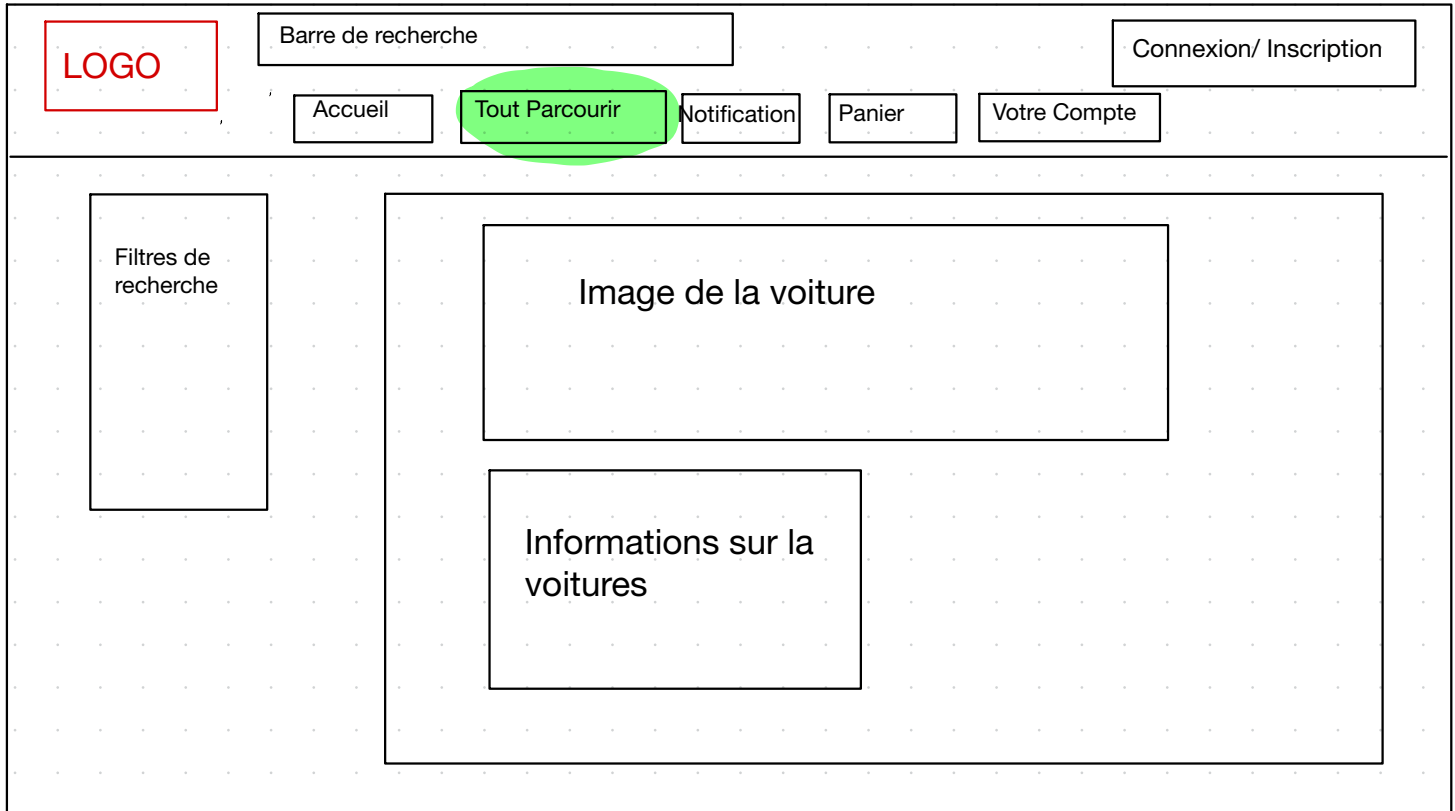 LOGO
Barre de recherche
Connexion/ Inscription
Accueil
Tout Parcourir
Notification
Panier
Votre Compte
Filtres de
recherche
Image de la voiture
Informations sur la
voitures